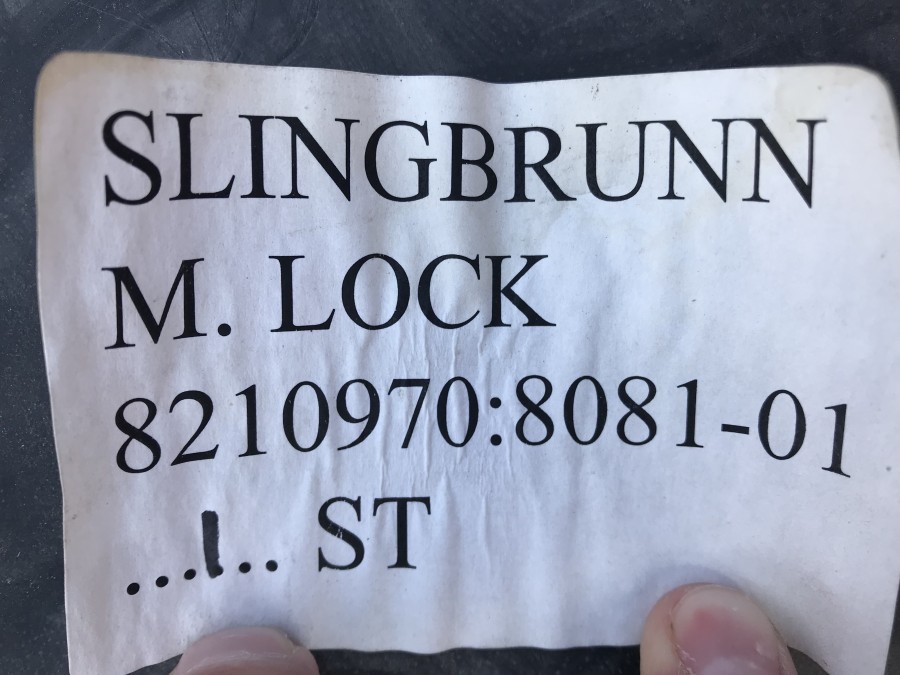 SLINGBRUNN
M. LOCK
8210970:8081-01
...1.. ST